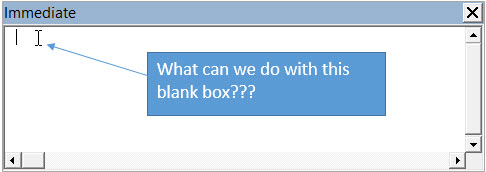 Immediate
What can we do with this
blank box???